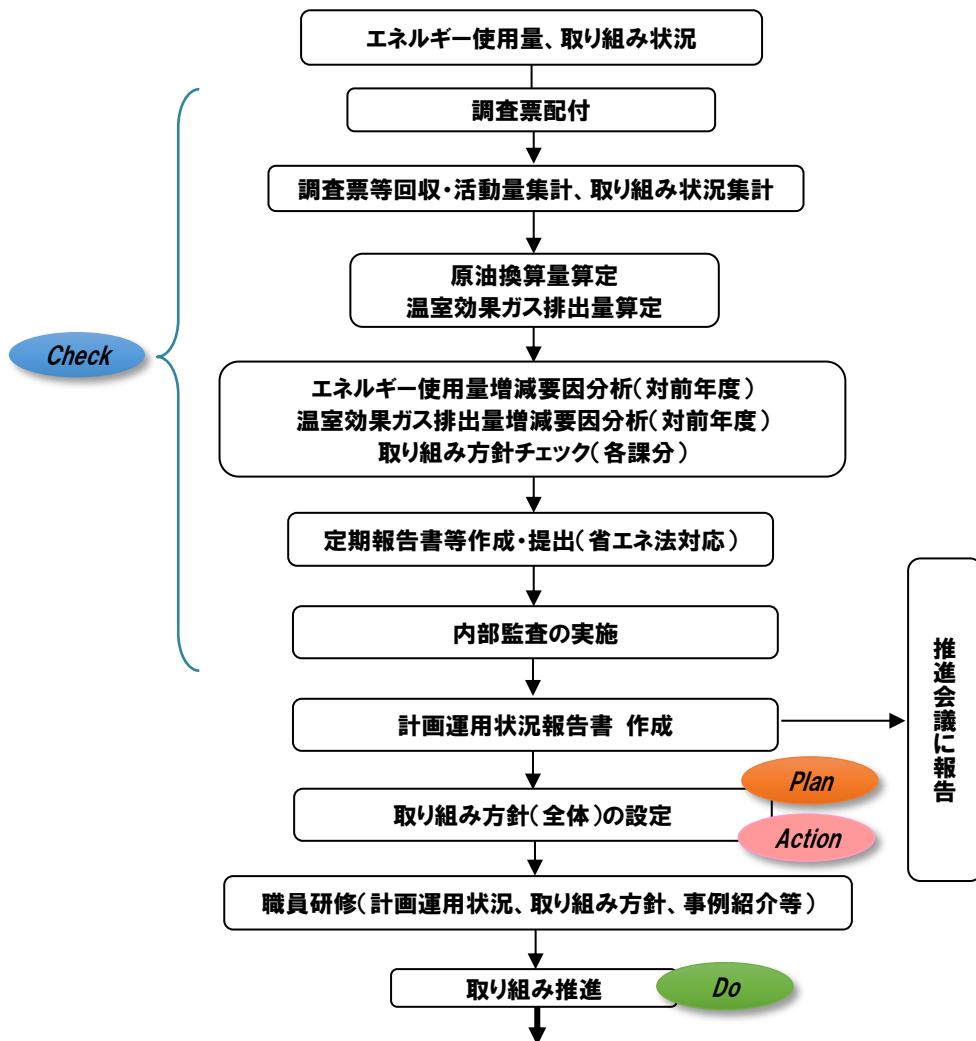 エネルギー使用量、取り組み状況
調査票配付
調査票等回収・活動量集計、取り組み状況集計
原油換算量算定
温室効果ガス排出量算定
Check
エネルギー使用量増減要因分析(対前年度)
温室効果ガス排出量増減要因分析(対前年度)
取り組み方針チェック(各課分)
定期報告書等作成・提出(省エネ法対応)
内部監査の実施
計画運用状況報告書 作成
推進会議に報告
Plan
取り組み方針(全体)の設定
Action
職員研修(計画運用状況、取り組み方針、事例紹介等)
取り組み推進
Do